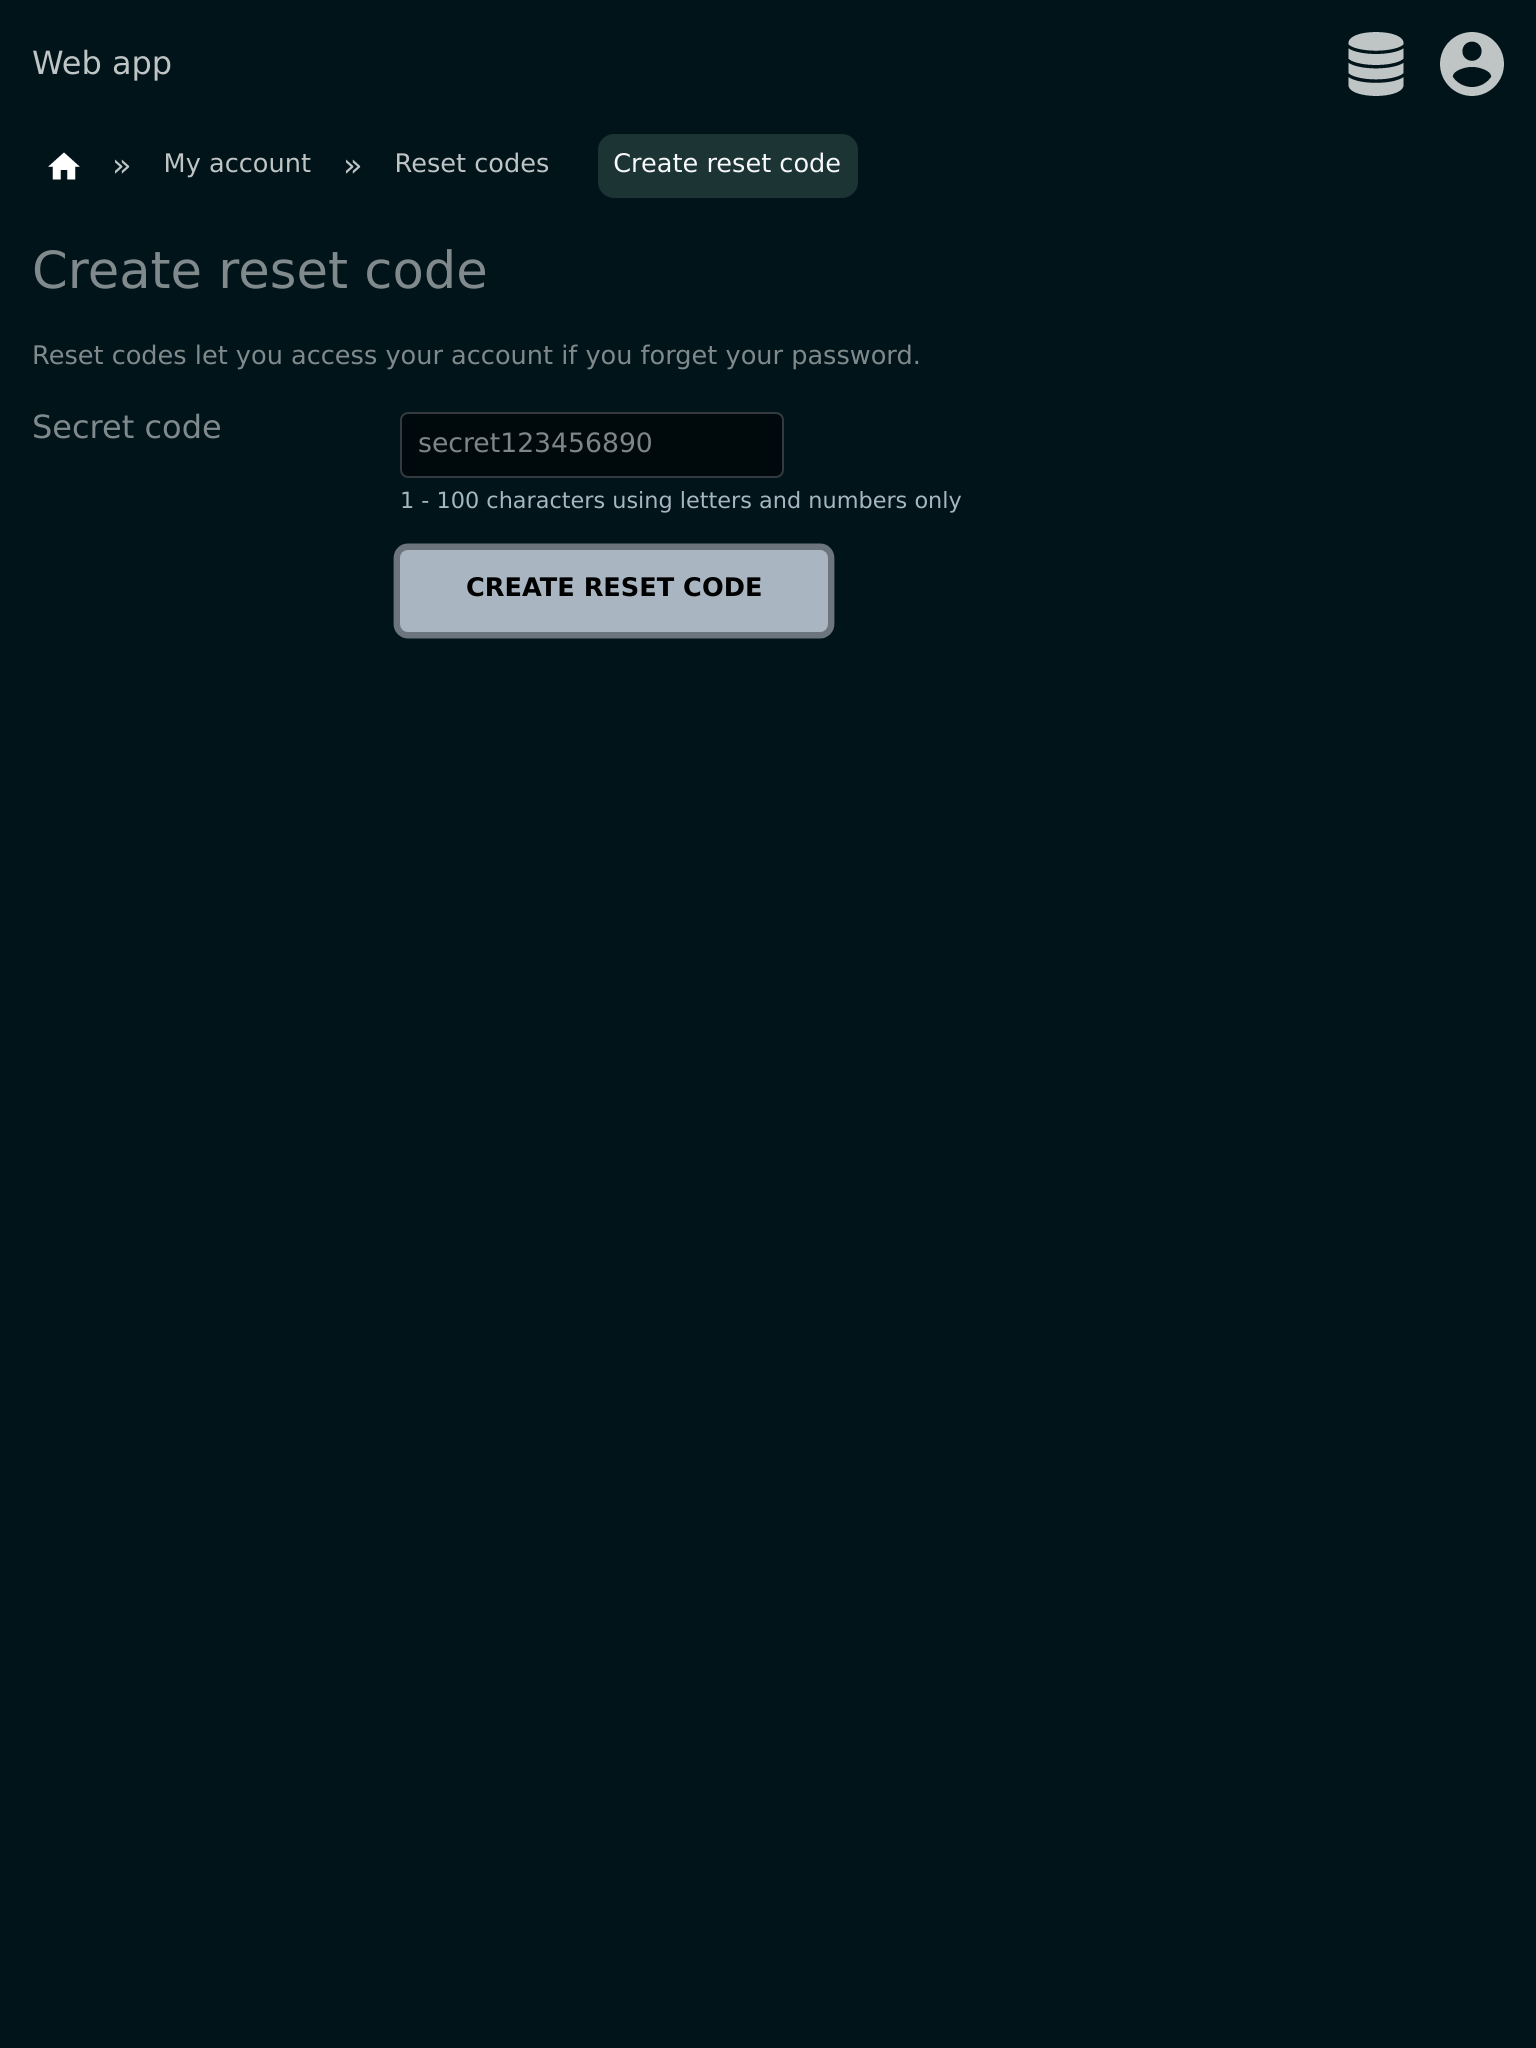 Web app
» My account » Reset codes Create reset code
Create reset code
Reset codes let you access your account if you forget your password.
Secret code
secret123456890
1 - 100 characters using letters and numbers only
CREATE RESET CODE